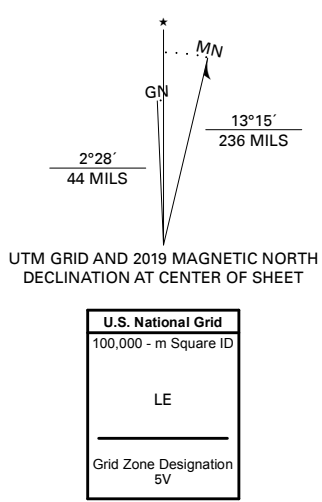 ★
MN
GN
13°15´
236 MILS
2°28´
44 MILS
UTM GRID AND 2019 MAGNETIC NORTH
DECLINATION AT CENTER OF SHEET
U.S. National Grid
100,000 - m Square ID
LE
Grid Zone Designation
5V